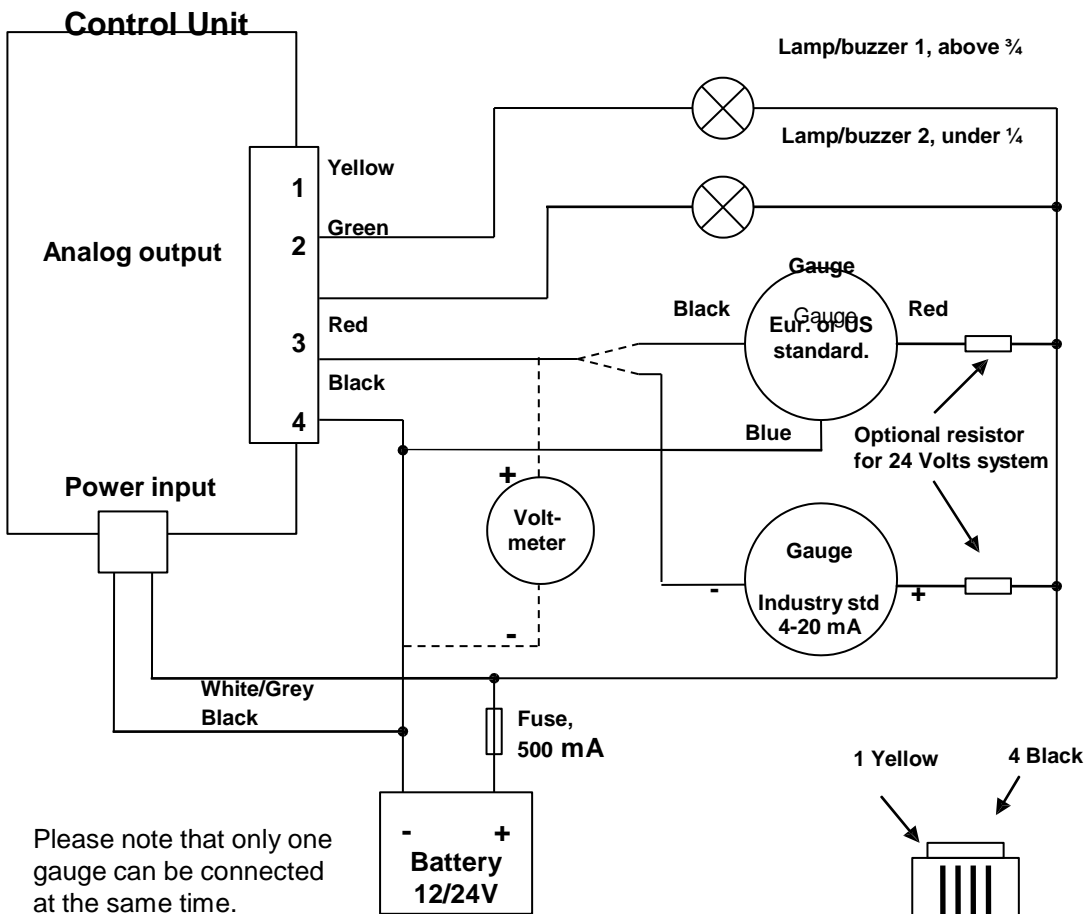 Control Unit
Lamp/buzzer 1, above ¾
Lamp/buzzer 2, under ¼
1
Yellow
Analog output
2
Green
Gauge
Gauge
Black
Eur. or US
standard.
Red
3
Red
Black
4
Blue
Optional resistor
for 24 Volts system
Power input
+
Volt-
meter
-
Gauge
Industry std
4-20 mA
-
+
White/Grey
Black
Fuse,
500 mA
1 Yellow
4 Black
- +
Battery
12/24V
Please note that only one
gauge can be connected
at the same time.